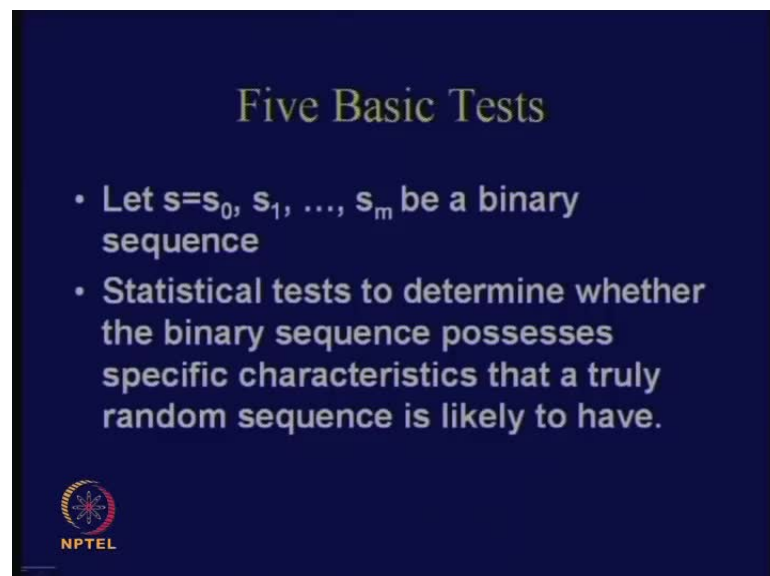 Five Basic Tests
• Let s=s₀, s₁, ..., sₘ be a binary
sequence
• Statistical tests to determine whether
the binary sequence possesses
specific characteristics that a truly
random sequence is likely to have.
NPTEL